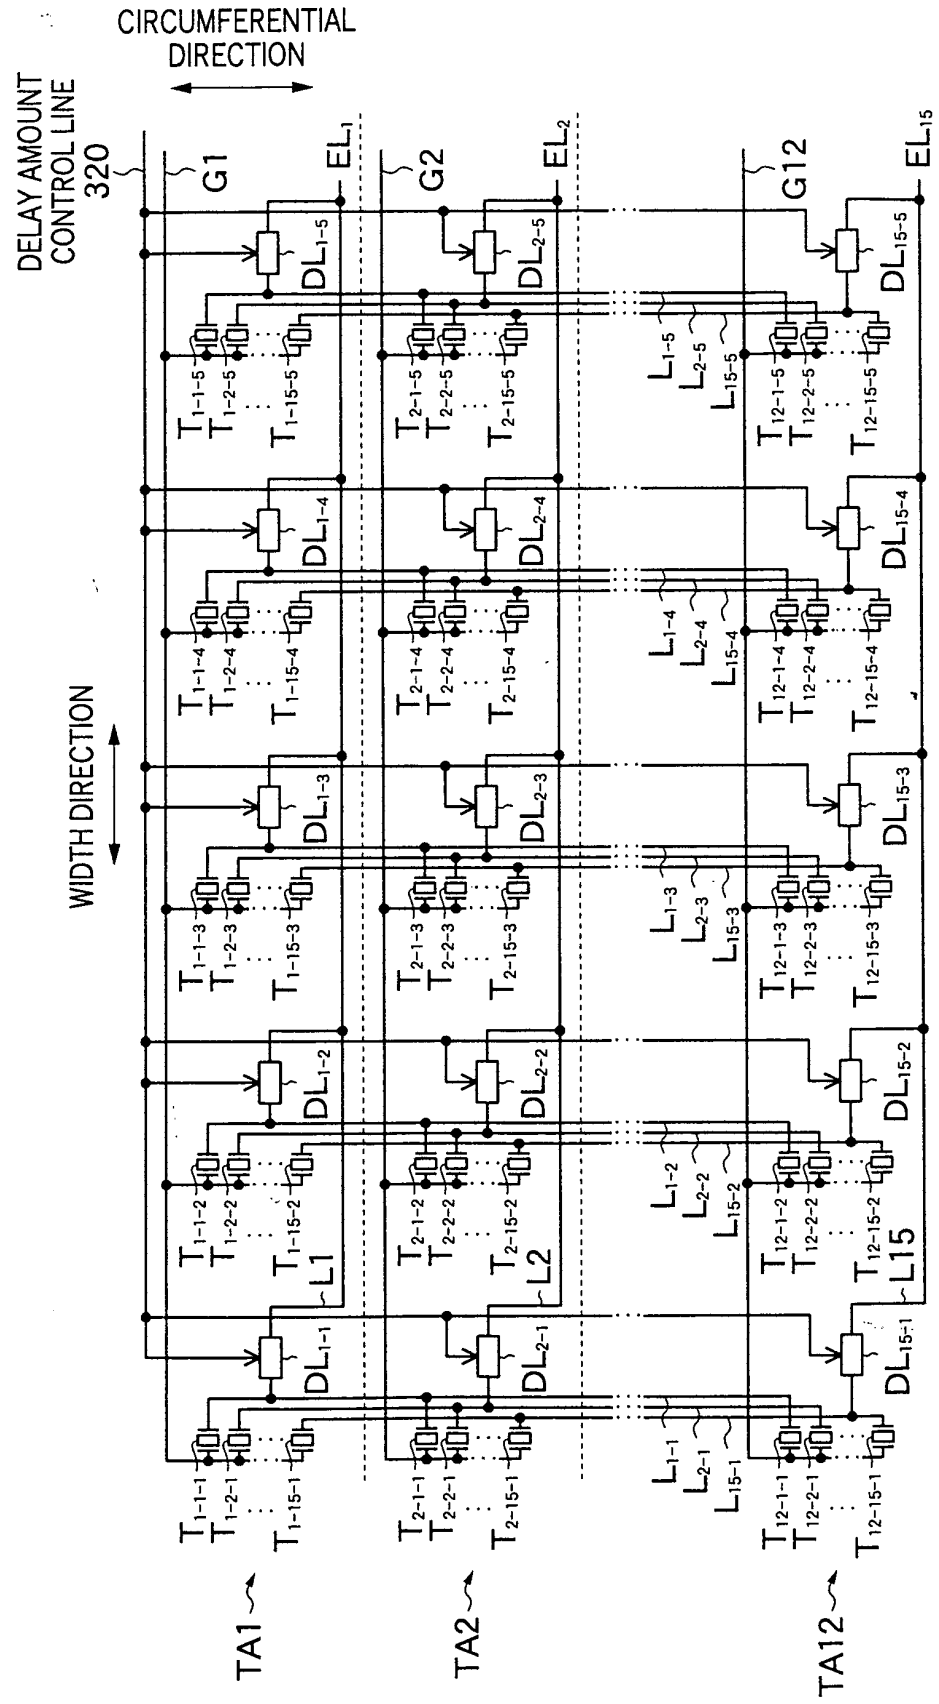 CIRCUMFERENTIAL
DIRECTION
DELAY AMOUNT
CONTROL LINE
320
WIDTH DIRECTION
TA1
G1
EL1
L1
T1-1-1
T1-2-1
...
T1-15-1
DL1-1
T1-1-2
T1-2-2
...
T1-15-2
DL1-2
T1-1-3
T1-2-3
...
T1-15-3
DL1-3
T1-1-4
T1-2-4
...
T1-15-4
DL1-4
T1-1-5
T1-2-5
...
T1-15-5
DL1-5
TA2
G2
EL2
L2
T2-1-1
T2-2-1
...
T2-15-1
DL2-1
T2-1-2
T2-2-2
...
T2-15-2
DL2-2
T2-1-3
T2-2-3
...
T2-15-3
DL2-3
T2-1-4
T2-2-4
...
T2-15-4
DL2-4
T2-1-5
T2-2-5
...
T2-15-5
DL2-5
L1-1
L2-1
L15-1
L1-2
L2-2
L15-2
L1-3
L2-3
L15-3
L1-4
L2-4
L15-4
L1-5
L2-5
L15-5
TA12
G12
EL15
L15
T12-1-1
T12-2-1
...
T12-15-1
DL15-1
T12-1-2
T12-2-2
...
T12-15-2
DL15-2
T12-1-3
T12-2-3
...
T12-15-3
DL15-3
T12-1-4
T12-2-4
...
T12-15-4
DL15-4
T12-1-5
T12-2-5
...
T12-15-5
DL15-5